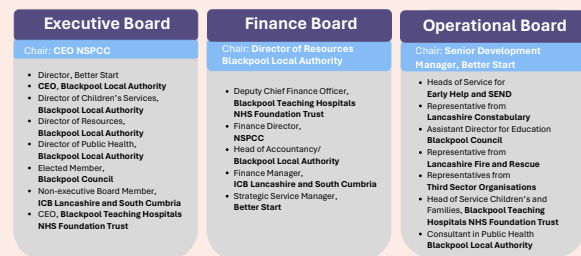 Executive Board
Chair: CEO NSPCC
• Director, Better Start
• CEO, Blackpool Local Authority
• Director of Children's Services,
Blackpool Local Authority
• Director of Resources,
Blackpool Local Authority
• Director of Public Health,
Blackpool Local Authority
• Elected Member,
Blackpool Council
• Non-executive Board Member,
ICB Lancashire and South Cumbria
• CEO, Blackpool Teaching Hospitals
NHS Foundation Trust
Finance Board
Chair: Director of Resources
Blackpool Local Authority
• Deputy Chief Finance Officer,
Blackpool Teaching Hospitals
NHS Foundation Trust
• Finance Director,
NSPCC
• Head of Accountancy/
Blackpool Local Authority
• Finance Manager,
ICB Lancashire and South Cumbria
• Strategic Service Manager,
Better Start
Operational Board
Chair: Senior Development
Manager, Better Start
• Heads of Service for
Early Help and SEND
• Representative from
Lancashire Constabulary
• Assistant Director for Education
Blackpool Council
• Representative from
Lancashire Fire and Rescue
• Representatives from
Third Sector Organisations
• Head of Service Children's and
Families, Blackpool Teaching
Hospitals NHS Foundation Trust
• Consultant in Public Health
Blackpool Local Authority